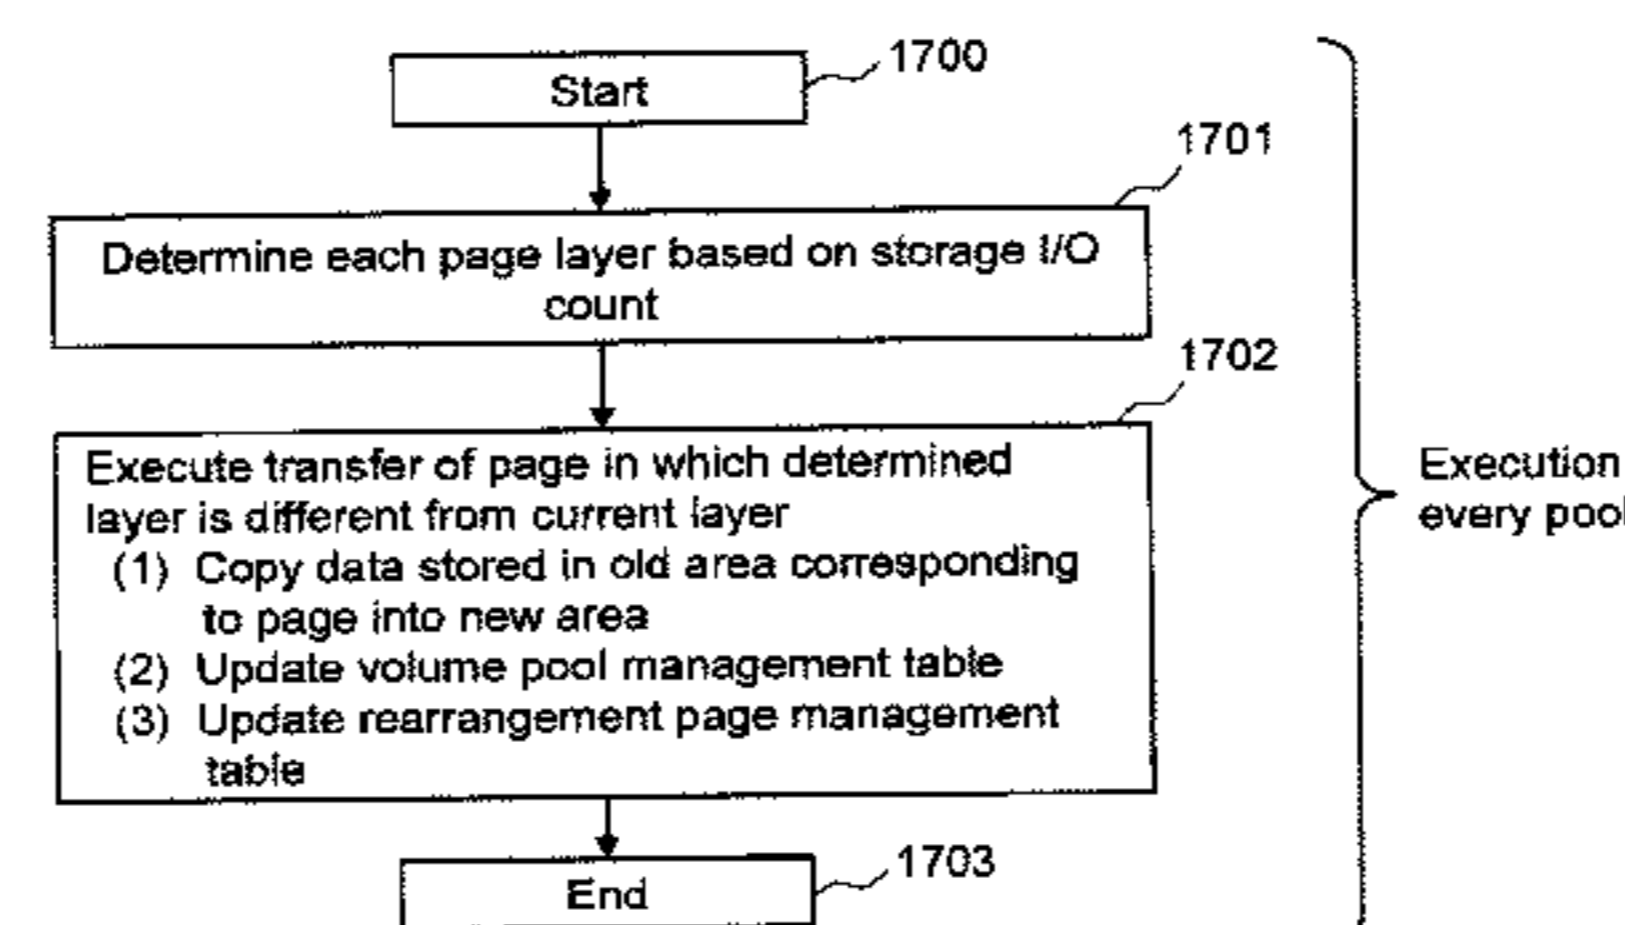 Start
1700
1701
Determine each page layer based on storage I/O
count
1702
Execute transfer of page in which determined
layer is different from current layer
(1) Copy data stored in old area corresponding
to page into new area
(2) Update volume pool management table
(3) Update rearrangement page management
table
Execution
every pool
End
1703